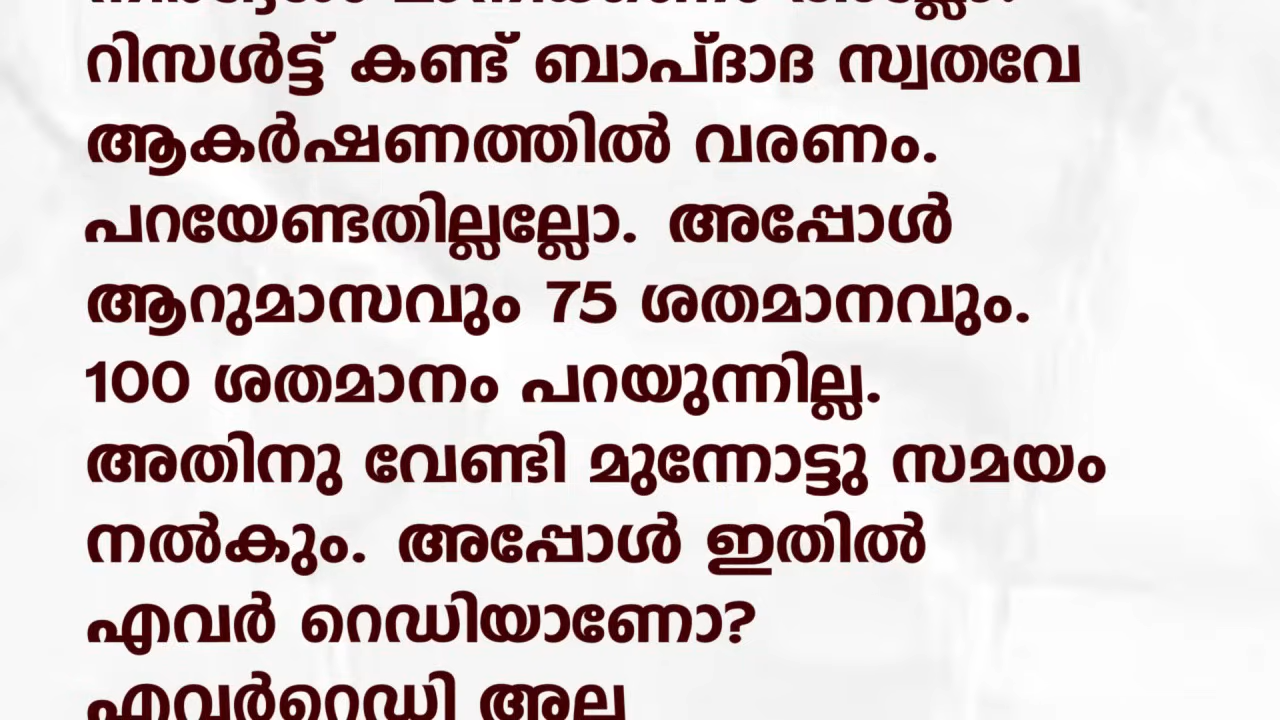 റിസൾട്ട് കണ്ട് ബാപ്ദാദ സ്വതവേ
ആകർഷണത്തിൽ വരണം.
പറയേണ്ടതില്ലല്ലോ. അപ്പോൾ
ആറുമാസവും 75 ശതമാനവും.
100 ശതമാനം പറയുന്നില്ല.
അതിനു വേണ്ടി മുന്നോട്ടു സമയം
നൽകും. അപ്പോൾ ഇതിൽ
എവർ റെഡിയാണോ?
എവർറെഡി അല്ല